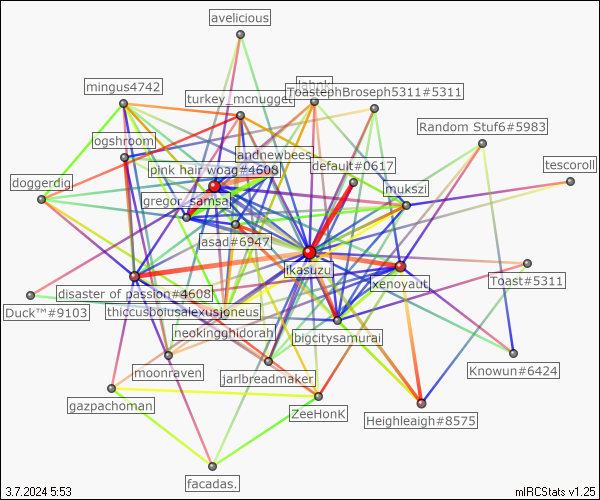 avelicious
mingus4742
turkey_mcnugget
ToastephBroseph5311#5311
Random Stuf6#5983
ogshroom
andnewbees
pink hair woag#4608
default#0617
tescoroll
doggerdig
mukszi
gregor_samsa
asad#6947
ikasuzu
xenoyaut
Toast#5311
disaster of passion#4608
Duck™#9103
thiccusboiusalexusjoneus
neokingghidorah
bigcitysamurai
moonraven
jarlbreadmaker
Knowun#6424
gazpachoman
ZeeHonK
Heighleigh#8575
facadas.
3.7.2024 5:53
mIRCStats v1.25